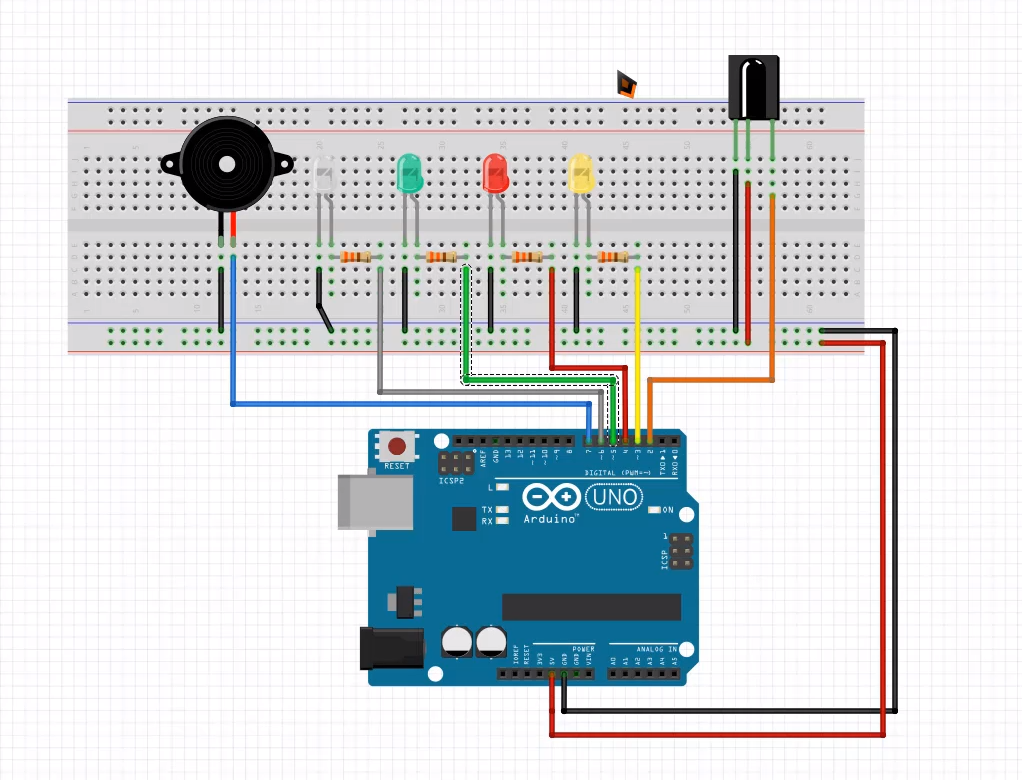 RESET
ICSP2
AREF
GND
13
12
~11
~10
~9
8
7
~6
~5
4
~3
2
TXO▶1
RXO◀0
DIGITAL (PWM=~)
L
TX
RX
UNO
Arduino™
ON
1
ICSP
POWER
ANALOG IN
IOREF
RESET
3V3
5V
GND
GND
VIN
A0
A1
A2
A3
A4
A5